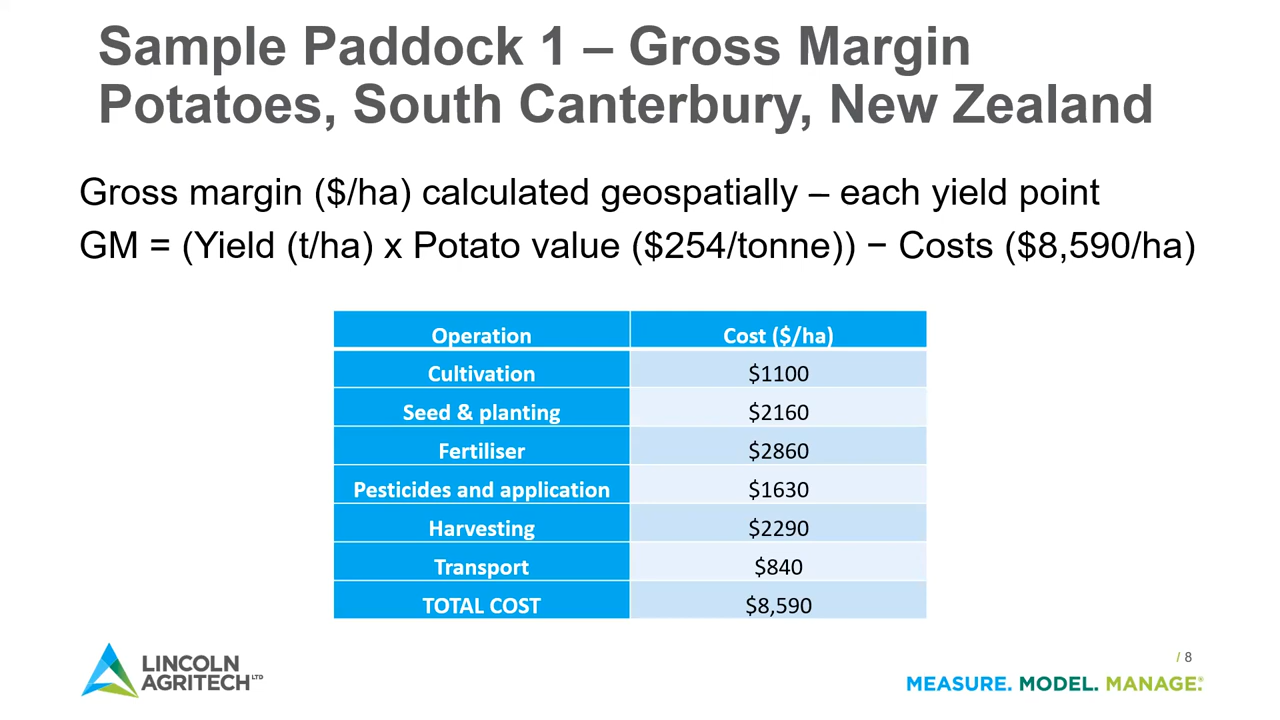 Sample Paddock 1 – Gross Margin
Potatoes, South Canterbury, New Zealand
Gross margin ($/ha) calculated geospatially – each yield point
GM = (Yield (t/ha) x Potato value ($254/tonne)) − Costs ($8,590/ha)
Operation Cost ($/ha)
Cultivation $1100
Seed & planting $2160
Fertiliser $2860
Pesticides and application $1630
Harvesting $2290
Transport $840
TOTAL COST $8,590
LINCOLN
AGRITECH LTD
/ 8
MEASURE. MODEL. MANAGE.®